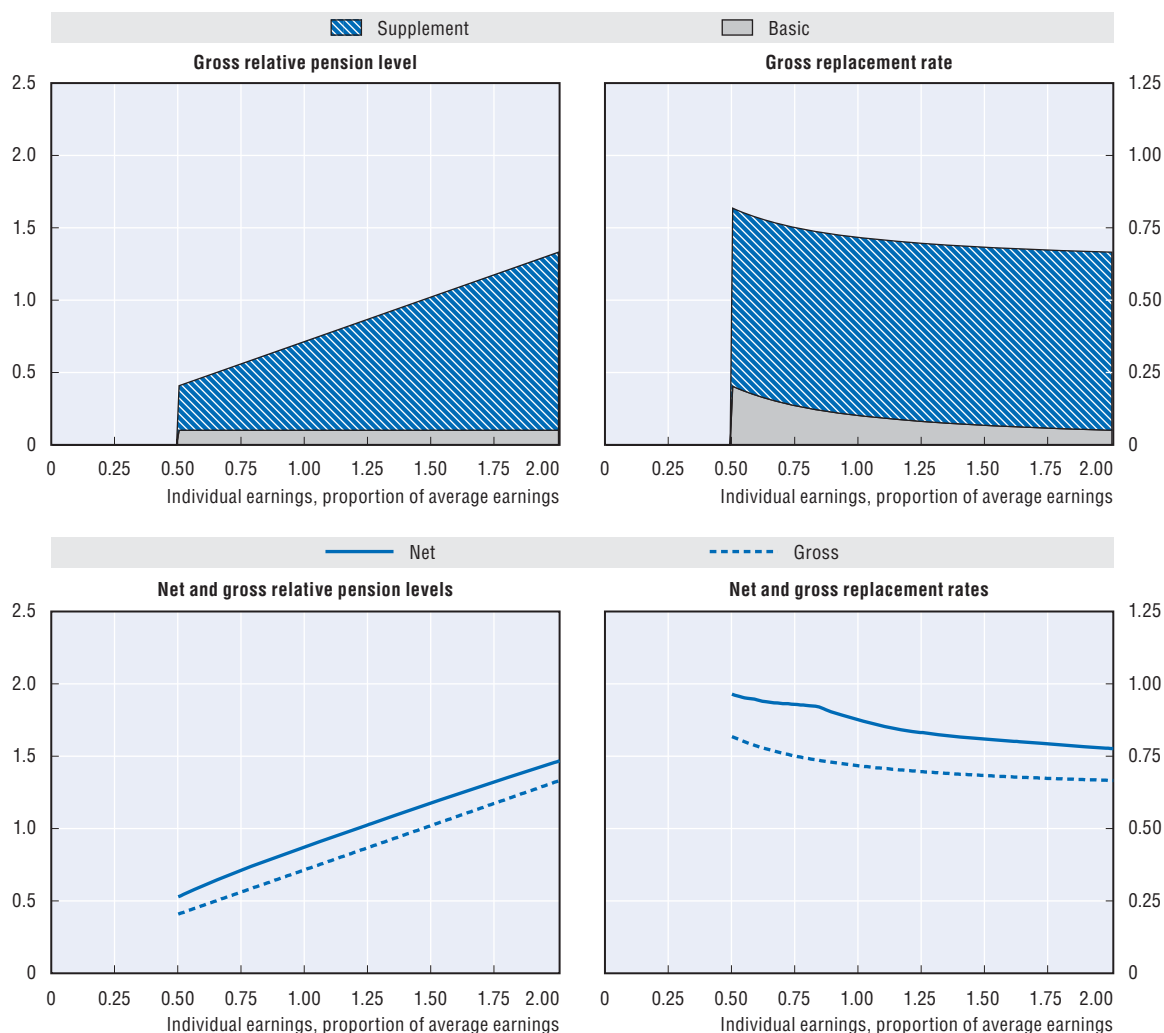 Supplement Basic
Gross relative pension level Gross replacement rate
2.5 1.25
2.0 1.00
1.5 0.75
1.0 0.50
0.5 0.25
0 0
0 0.25 0.50 0.75 1.00 1.25 1.50 1.75 2.00 0 0.25 0.50 0.75 1.00 1.25 1.50 1.75 2.00
Individual earnings, proportion of average earnings Individual earnings, proportion of average earnings
Net Gross
Net and gross relative pension levels Net and gross replacement rates
2.5 1.25
2.0 1.00
1.5 0.75
1.0 0.50
0.5 0.25
0 0
0 0.25 0.50 0.75 1.00 1.25 1.50 1.75 2.00 0 0.25 0.50 0.75 1.00 1.25 1.50 1.75 2.00
Individual earnings, proportion of average earnings Individual earnings, proportion of average earnings